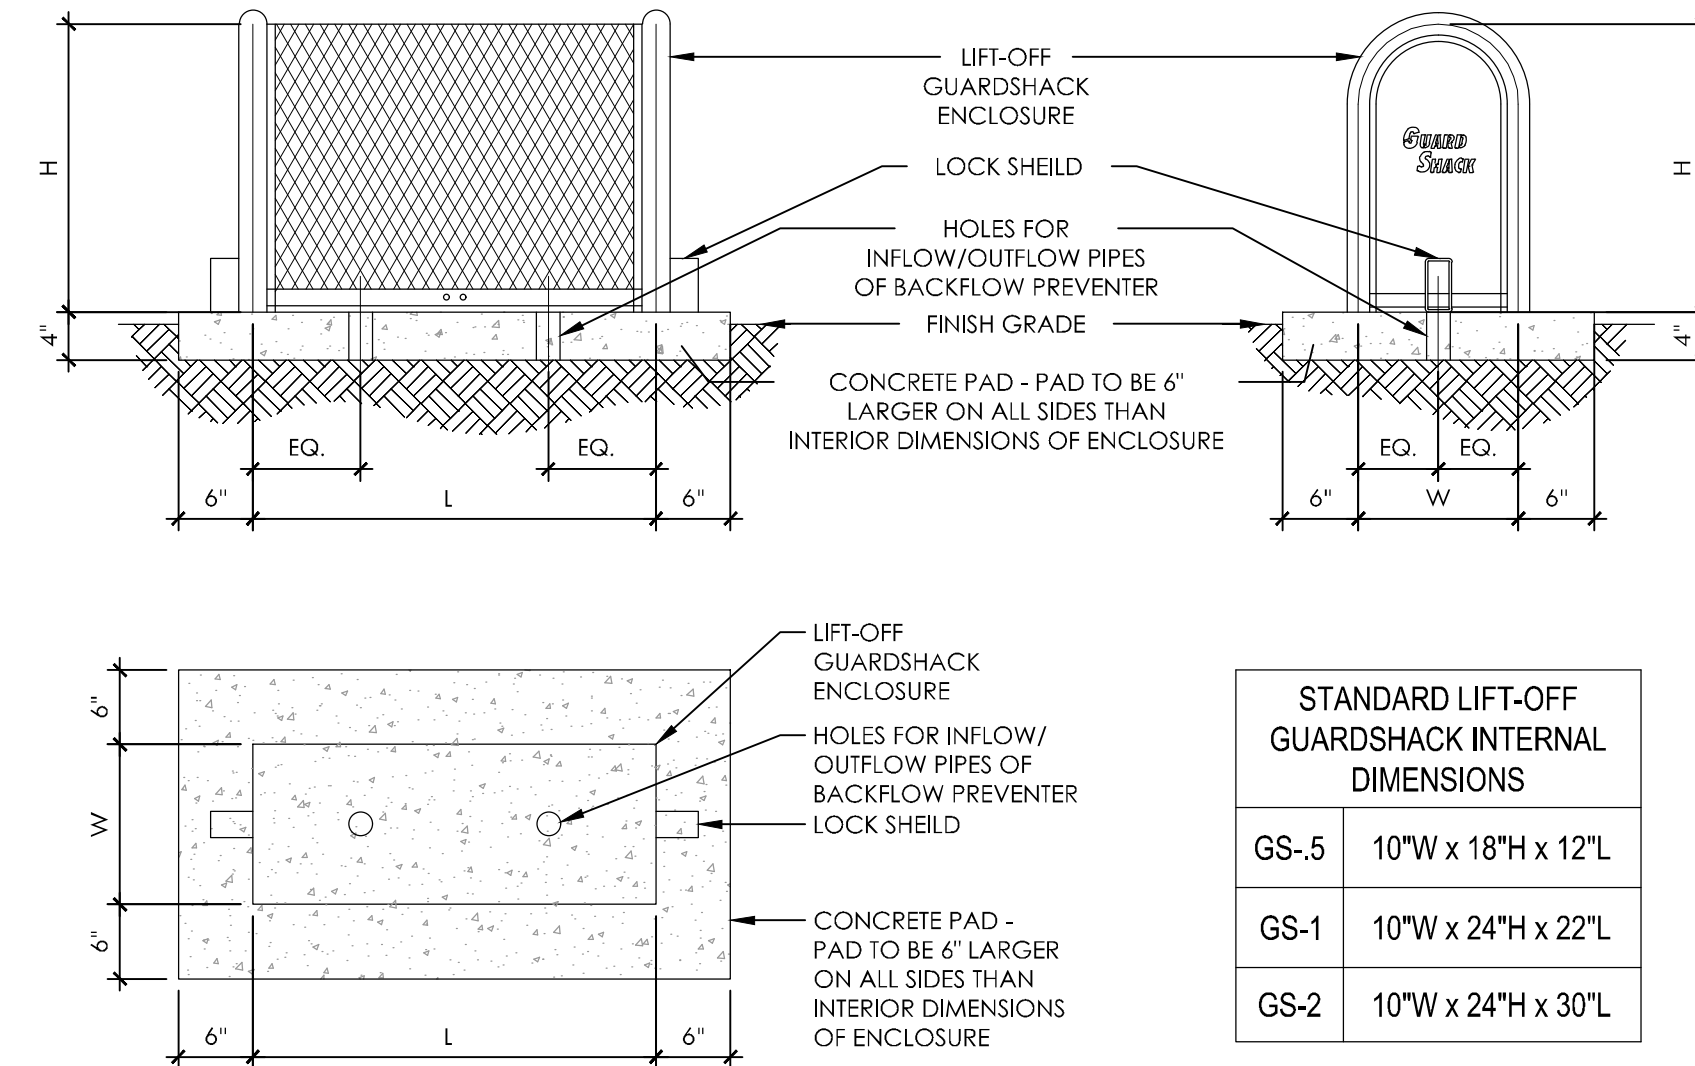 H
4"
LIFT-OFF
GUARDSHACK
ENCLOSURE
LOCK SHEILD
HOLES FOR
INFLOW/OUTFLOW PIPES
OF BACKFLOW PREVENTER
FINISH GRADE
CONCRETE PAD - PAD TO BE 6"
LARGER ON ALL SIDES THAN
INTERIOR DIMENSIONS OF ENCLOSURE
EQ.
EQ.
6"
L
6"
GUARD
SHACK
H
4"
EQ.
EQ.
6"
W
6"
6"
W
6"
6"
L
6"
LIFT-OFF
GUARDSHACK
ENCLOSURE
HOLES FOR INFLOW/
OUTFLOW PIPES OF
BACKFLOW PREVENTER
LOCK SHEILD
CONCRETE PAD -
PAD TO BE 6" LARGER
ON ALL SIDES THAN
INTERIOR DIMENSIONS
OF ENCLOSURE
STANDARD LIFT-OFF
GUARDSHACK INTERNAL
DIMENSIONS
GS-.5 10"W x 18"H x 12"L
GS-1 10"W x 24"H x 22"L
GS-2 10"W x 24"H x 30"L